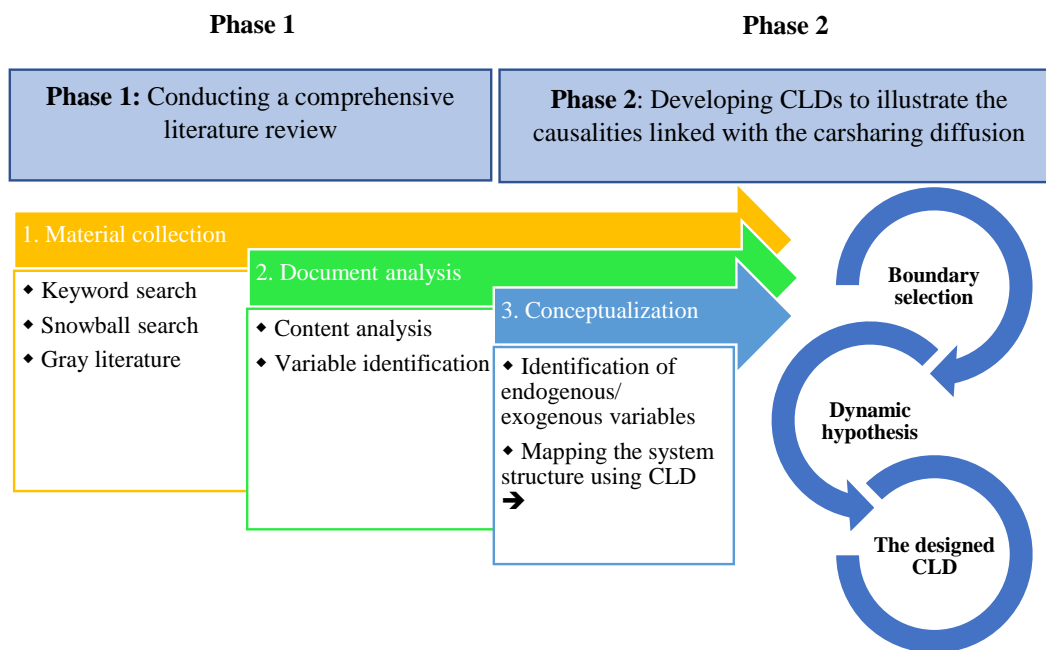 Phase 1
Phase 2
Phase 1: Conducting a comprehensive
literature review
Phase 2: Developing CLDs to illustrate the
causalities linked with the carsharing diffusion
1. Material collection
◆ Keyword search
◆ Snowball search
◆ Gray literature
2. Document analysis
◆ Content analysis
◆ Variable identification
3. Conceptualization
◆ Identification of
endogenous/
exogenous variables
◆ Mapping the system
structure using CLD
➔
Boundary
selection
Dynamic
hypothesis
The designed
CLD